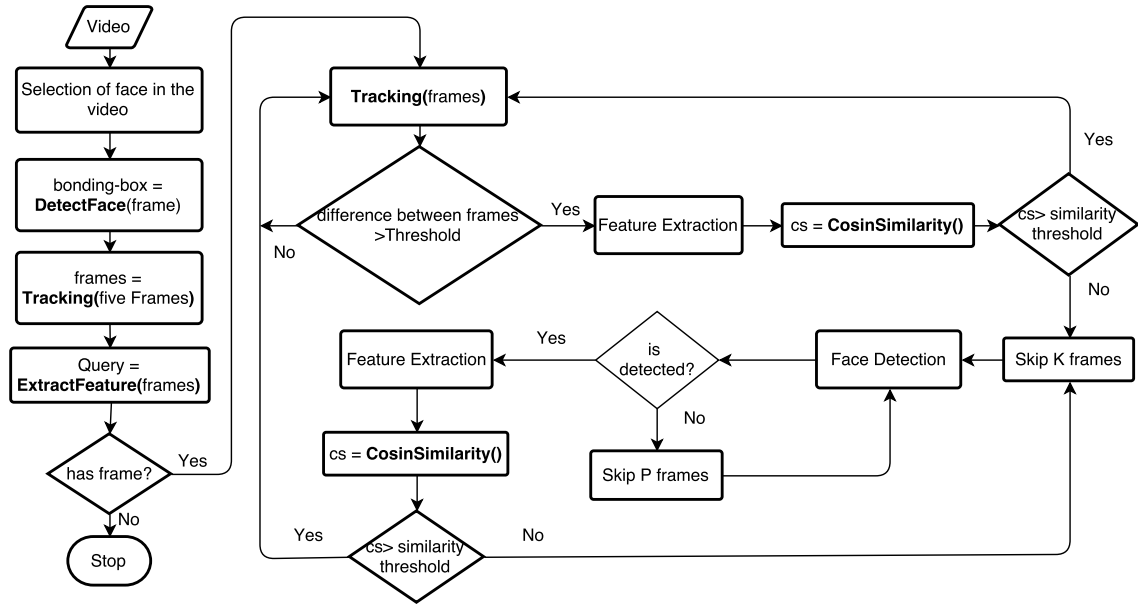 Video
Selection of face in the
video
bonding-box =
DetectFace(frame)
frames =
Tracking(five Frames)
Query =
ExtractFeature(frames)
has frame?
Yes
No
Stop
Tracking(frames)
difference between frames
>Threshold
No
Yes
Feature Extraction
cs = CosinSimilarity()
cs> similarity
threshold
Yes
No
Skip K frames
Face Detection
is
detected?
Yes
No
Skip P frames
Feature Extraction
cs = CosinSimilarity()
cs> similarity
threshold
Yes
No